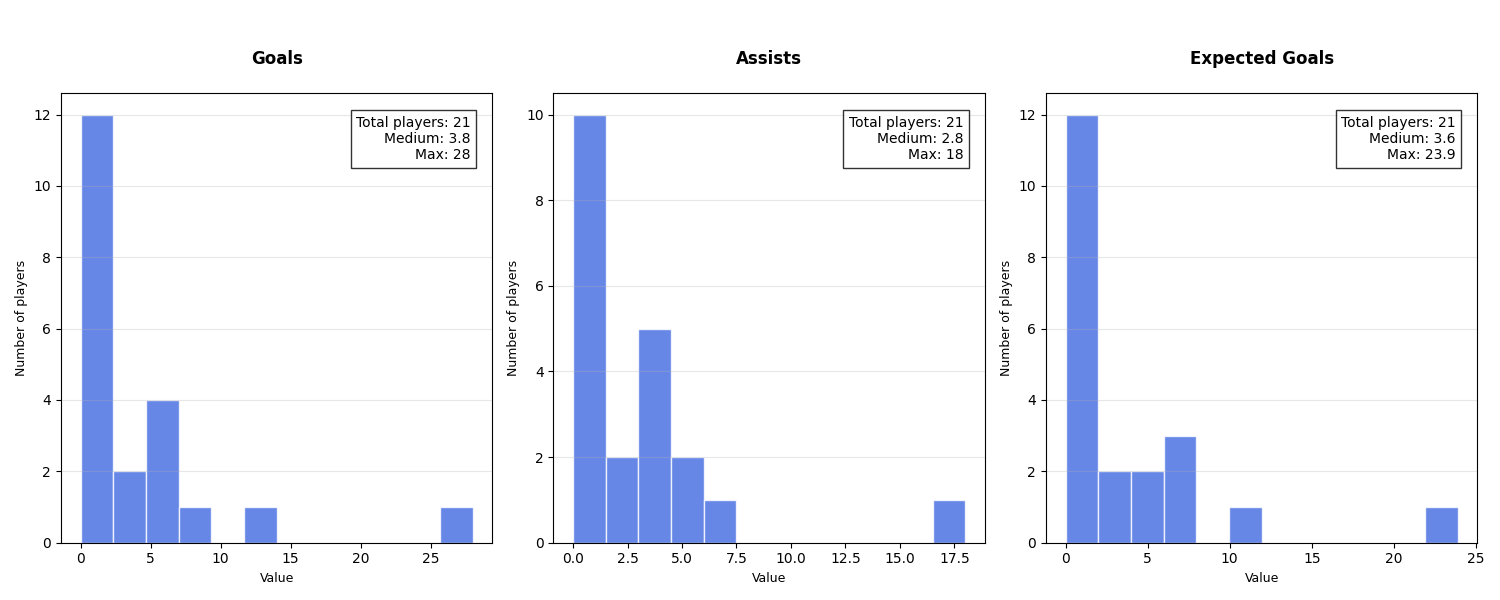 Goals
Assists
Expected Goals
Total players: 21
Medium: 3.8
Max: 28
Total players: 21
Medium: 2.8
Max: 18
Total players: 21
Medium: 3.6
Max: 23.9
Number of players
12
10
8
6
4
2
0
0 5 10 15 20 25
Value
Number of players
10
8
6
4
2
0
0.0 2.5 5.0 7.5 10.0 12.5 15.0 17.5
Value
Number of players
12
10
8
6
4
2
0
0 5 10 15 20 25
Value